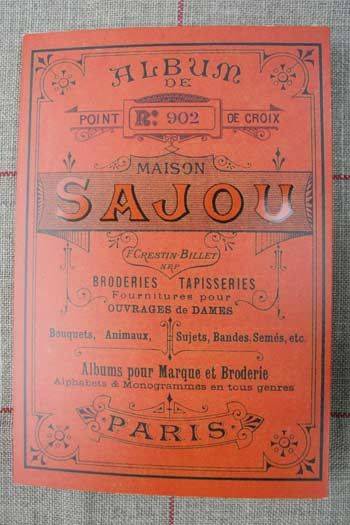 ALBUM
DE
POINT R: 902 DE CROIX
MAISON
SAJOU
F. CRESTIN-BILLET
NRP
BRODERIES TAPISSERIES
Fournitures pour
OUVRAGES de DAMES
Bouquets, Animaux, Sujets, Bandes. Semés, etc.
Albums pour Marque et Broderie
Alphabets & Monogrammes en tous genres
PARIS